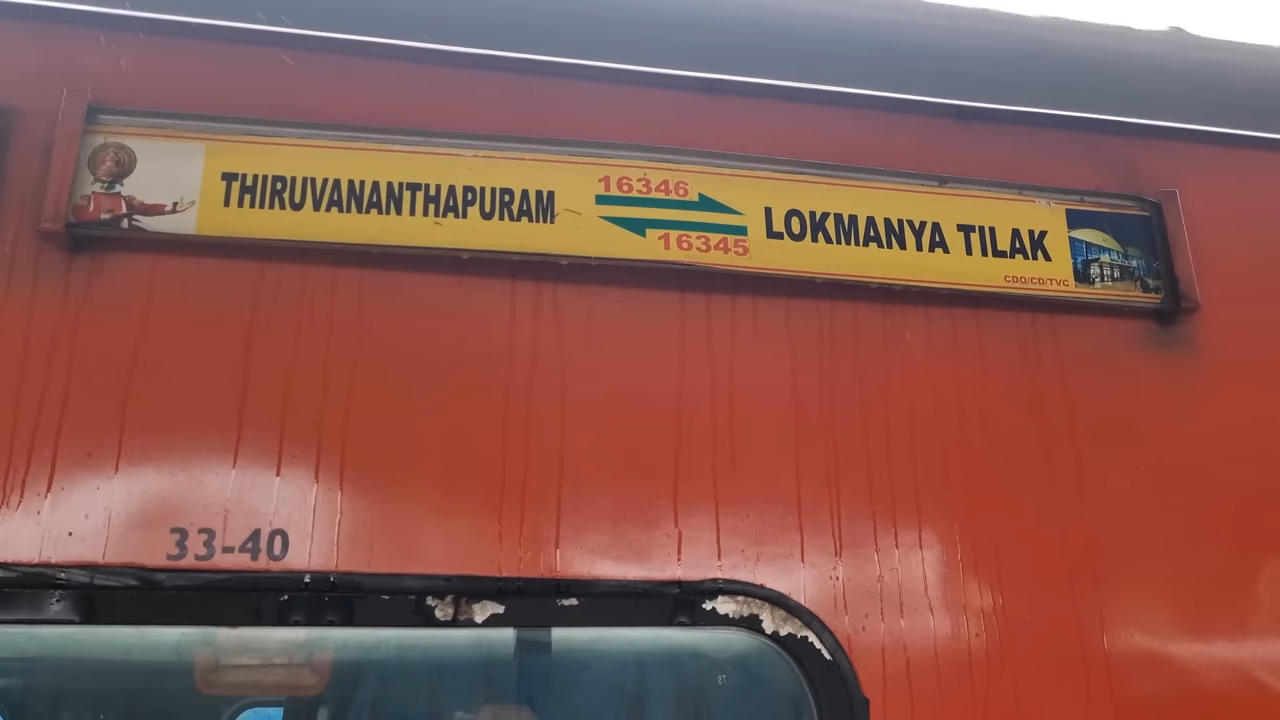 THIRUVANANTHAPURAM
16346
16345
LOKMANYA TILAK
CDO/CD/TVC
33-40